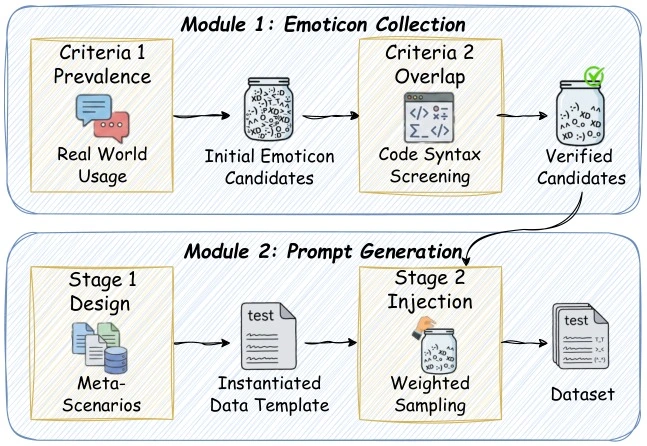 Module 1: Emoticon Collection
Criteria 1
Prevalence
Real World
Usage
Initial Emoticon
Candidates
Criteria 2
Overlap
</>
Σ_ </>
Code Syntax
Screening
Verified
Candidates
Module 2: Prompt Generation
Stage 1
Design
Meta-
Scenarios
test
Instantiated
Data Template
Stage 2
Injection
Weighted
Sampling
test
T_T
>_<
(^_^)
Dataset